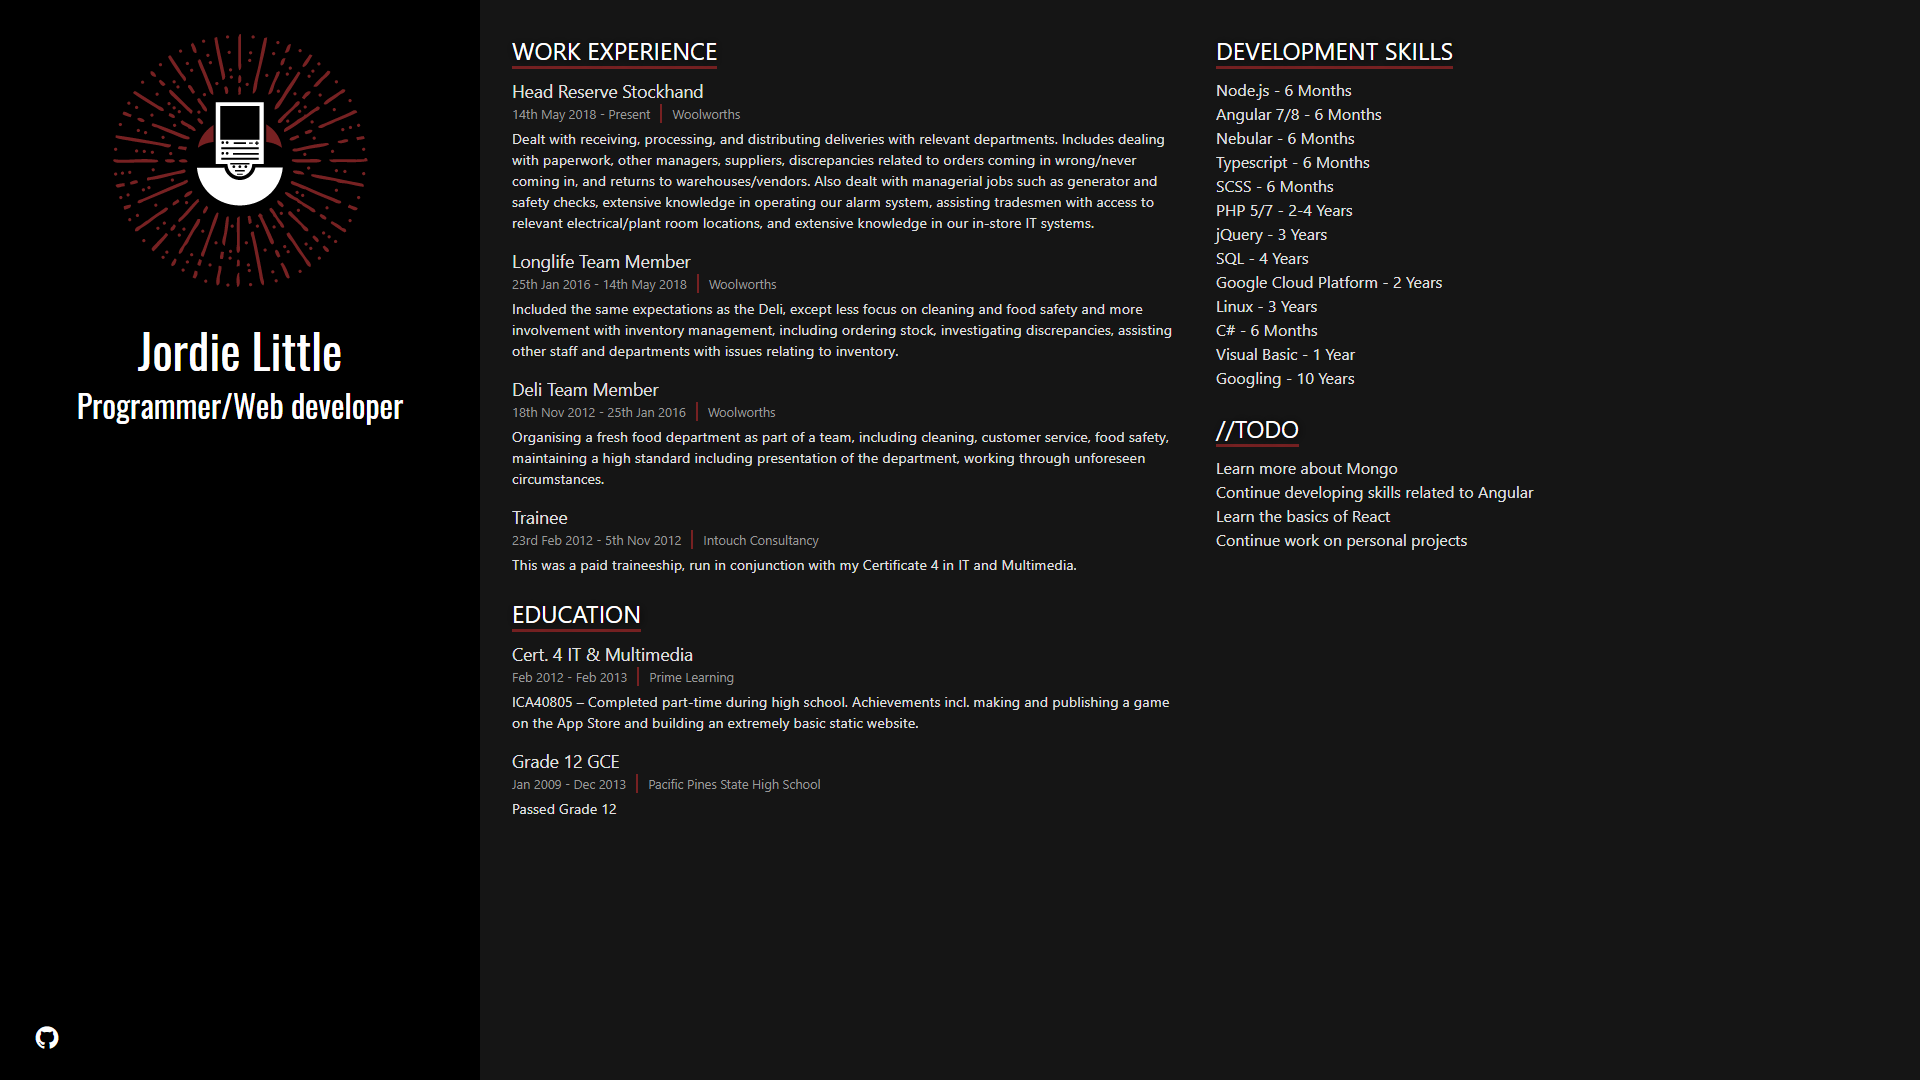 Jordie Little
Programmer/Web developer
WORK EXPERIENCE
Head Reserve Stockhand
14th May 2018 - Present | Woolworths
Dealt with receiving, processing, and distributing deliveries with relevant departments. Includes dealing
with paperwork, other managers, suppliers, discrepancies related to orders coming in wrong/never
coming in, and returns to warehouses/vendors. Also dealt with managerial jobs such as generator and
safety checks, extensive knowledge in operating our alarm system, assisting tradesmen with access to
relevant electrical/plant room locations, and extensive knowledge in our in-store IT systems.
Longlife Team Member
25th Jan 2016 - 14th May 2018 | Woolworths
Included the same expectations as the Deli, except less focus on cleaning and food safety and more
involvement with inventory management, including ordering stock, investigating discrepancies, assisting
other staff and departments with issues relating to inventory.
Deli Team Member
18th Nov 2012 - 25th Jan 2016 | Woolworths
Organising a fresh food department as part of a team, including cleaning, customer service, food safety,
maintaining a high standard including presentation of the department, working through unforeseen
circumstances.
Trainee
23rd Feb 2012 - 5th Nov 2012 | Intouch Consultancy
This was a paid traineeship, run in conjunction with my Certificate 4 in IT and Multimedia.
EDUCATION
Cert. 4 IT & Multimedia
Feb 2012 - Feb 2013 | Prime Learning
ICA40805 – Completed part-time during high school. Achievements incl. making and publishing a game
on the App Store and building an extremely basic static website.
Grade 12 GCE
Jan 2009 - Dec 2013 | Pacific Pines State High School
Passed Grade 12
DEVELOPMENT SKILLS
Node.js - 6 Months
Angular 7/8 - 6 Months
Nebular - 6 Months
Typescript - 6 Months
SCSS - 6 Months
PHP 5/7 - 2-4 Years
jQuery - 3 Years
SQL - 4 Years
Google Cloud Platform - 2 Years
Linux - 3 Years
C# - 6 Months
Visual Basic - 1 Year
Googling - 10 Years
//TODO
Learn more about Mongo
Continue developing skills related to Angular
Learn the basics of React
Continue work on personal projects